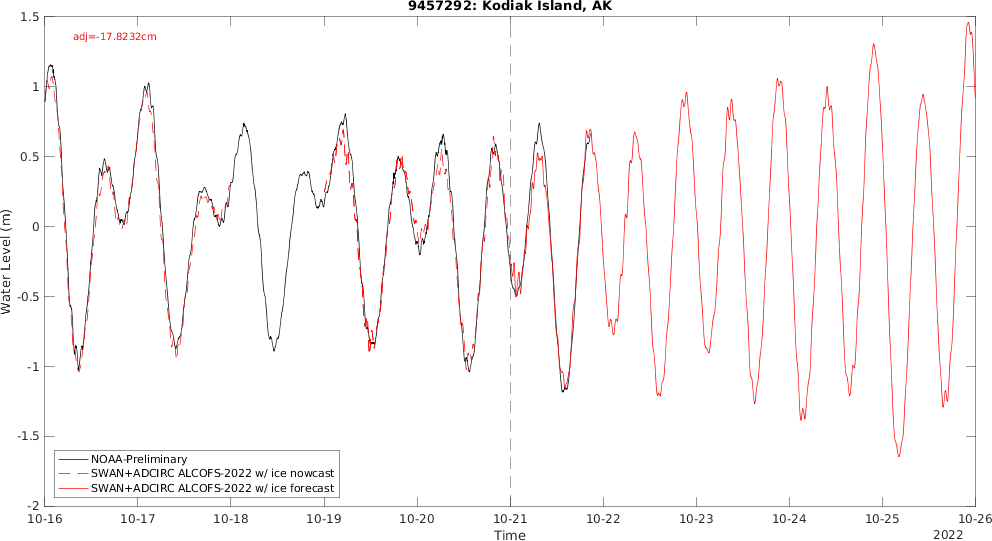 9457292: Kodiak Island, AK
adj=-17.8232cm
1.5
1
0.5
0
-0.5
-1
-1.5
-2
Water Level (m)
NOAA-Preliminary
SWAN+ADCIRC ALCOFS-2022 w/ ice nowcast
SWAN+ADCIRC ALCOFS-2022 w/ ice forecast
10-16 10-17 10-18 10-19 10-20 10-21 10-22 10-23 10-24 10-25 10-26
Time
2022